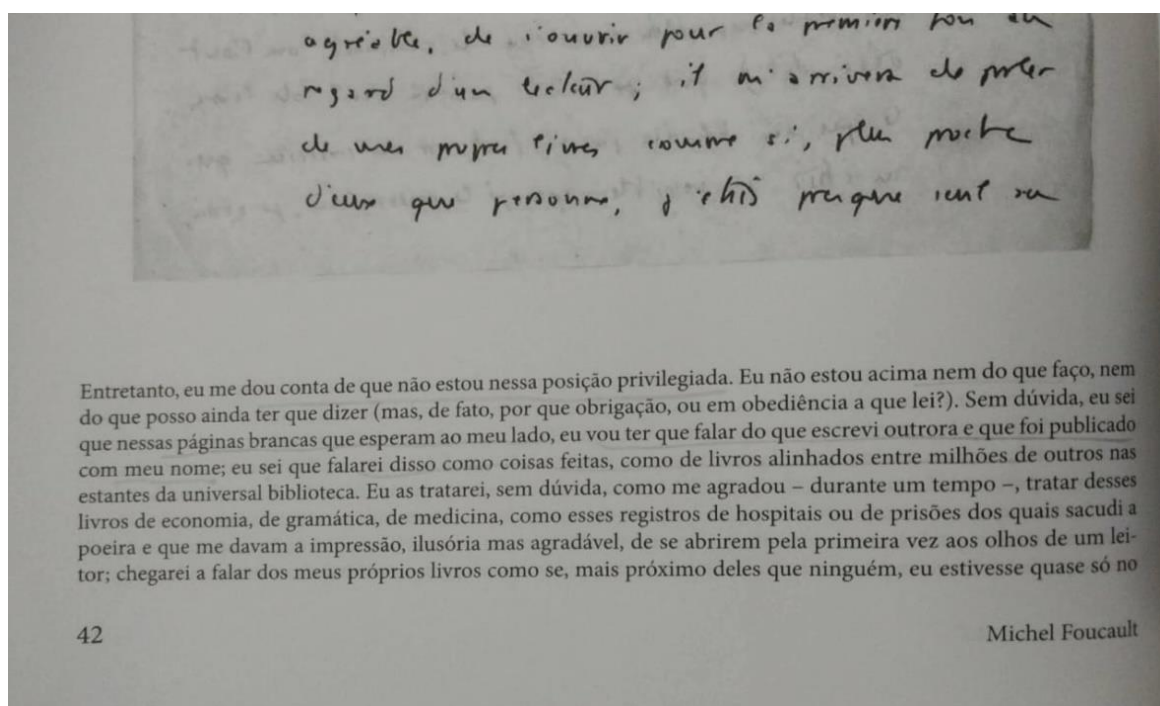 agréable, de s'ouvrir pour la première fois au
regard d'un lecteur ; il m'arrivera de parler
de mes propres livres comme si, plus proche
d'eux que personne, j'étais presque seul au
Entretanto, eu me dou conta de que não estou nessa posição privilegiada. Eu não estou acima nem do que faço, nem
do que posso ainda ter que dizer (mas, de fato, por que obrigação, ou em obediência a que lei?). Sem dúvida, eu sei
que nessas páginas brancas que esperam ao meu lado, eu vou ter que falar do que escrevi outrora e que foi publicado
com meu nome; eu sei que falarei disso como coisas feitas, como de livros alinhados entre milhões de outros nas
estantes da universal biblioteca. Eu as tratarei, sem dúvida, como me agradou – durante um tempo –, tratar desses
livros de economia, de gramática, de medicina, como esses registros de hospitais ou de prisões dos quais sacudi a
poeira e que me davam a impressão, ilusória mas agradável, de se abrirem pela primeira vez aos olhos de um lei-
tor; chegarei a falar dos meus próprios livros como se, mais próximo deles que ninguém, eu estivesse quase só no
42
Michel Foucault